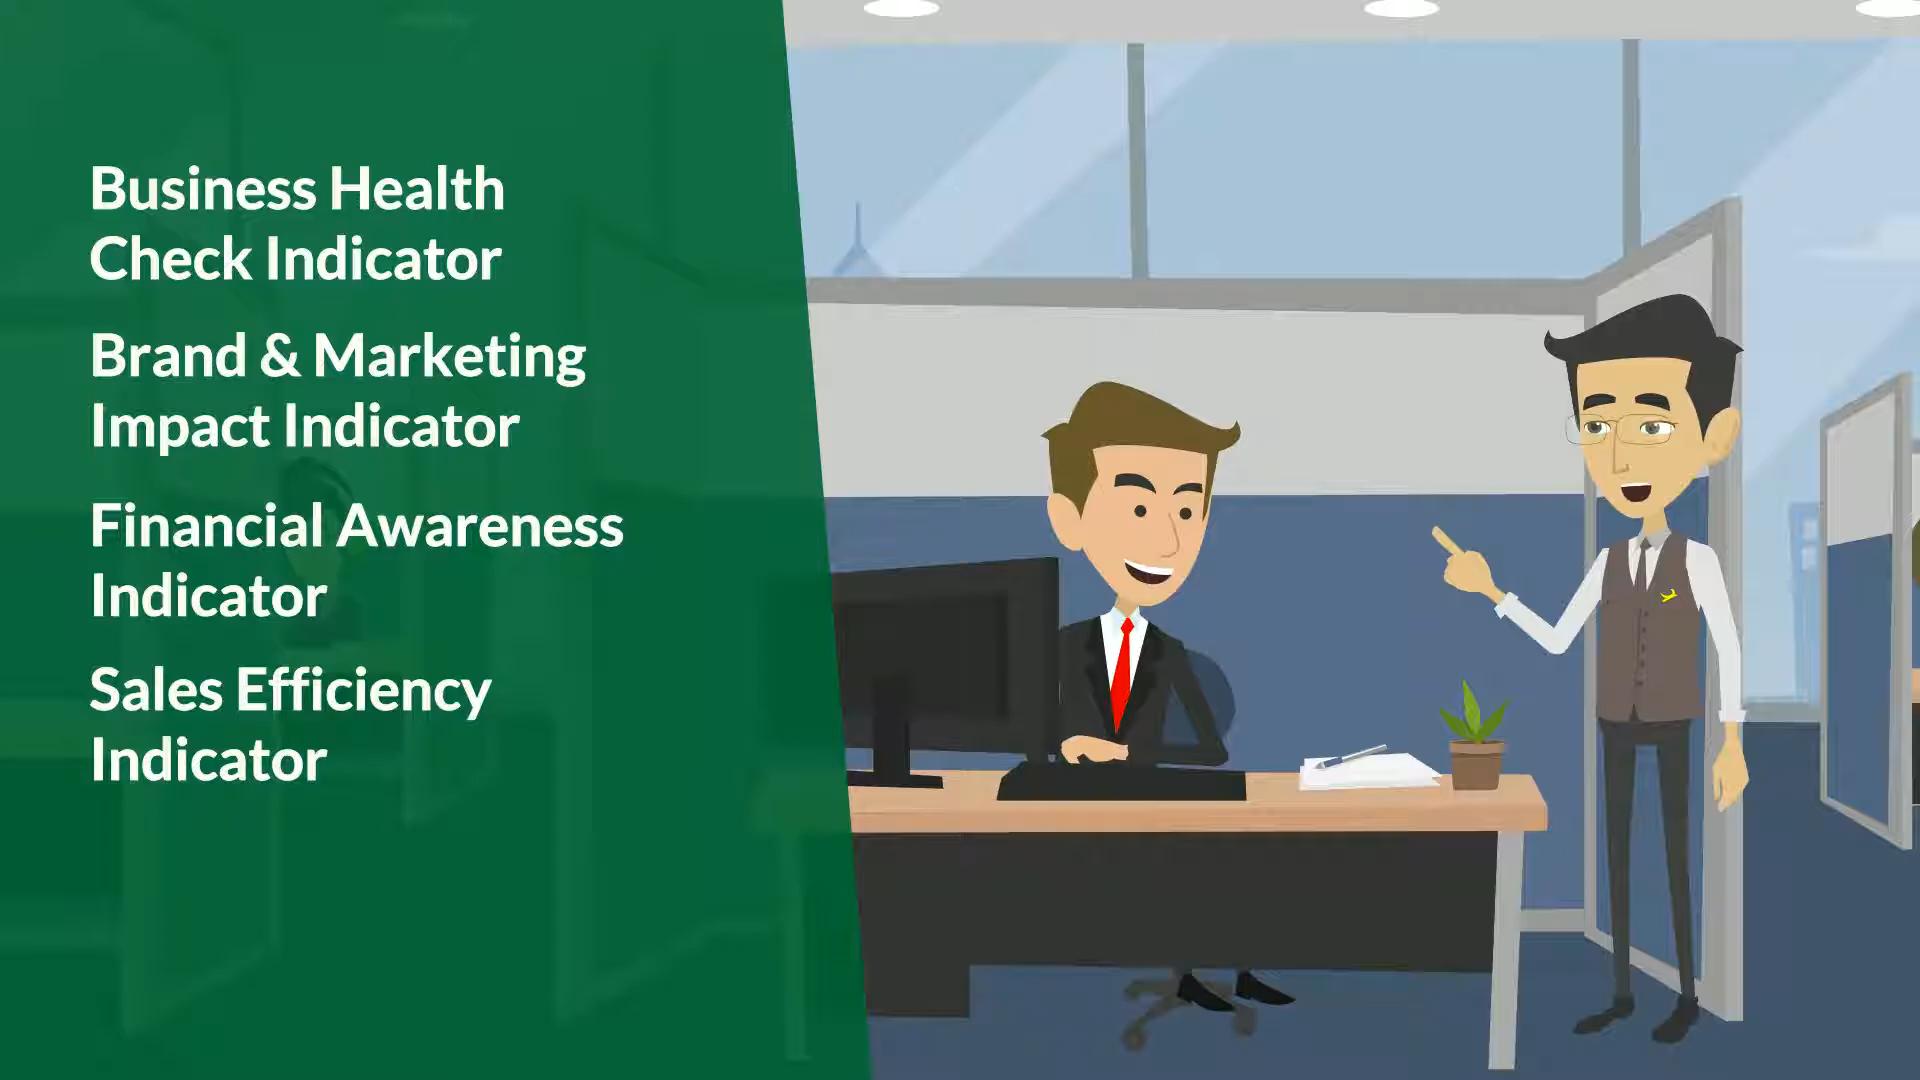 Business Health
Check Indicator
Brand & Marketing
Impact Indicator
Financial Awareness
Indicator
Sales Efficiency
Indicator